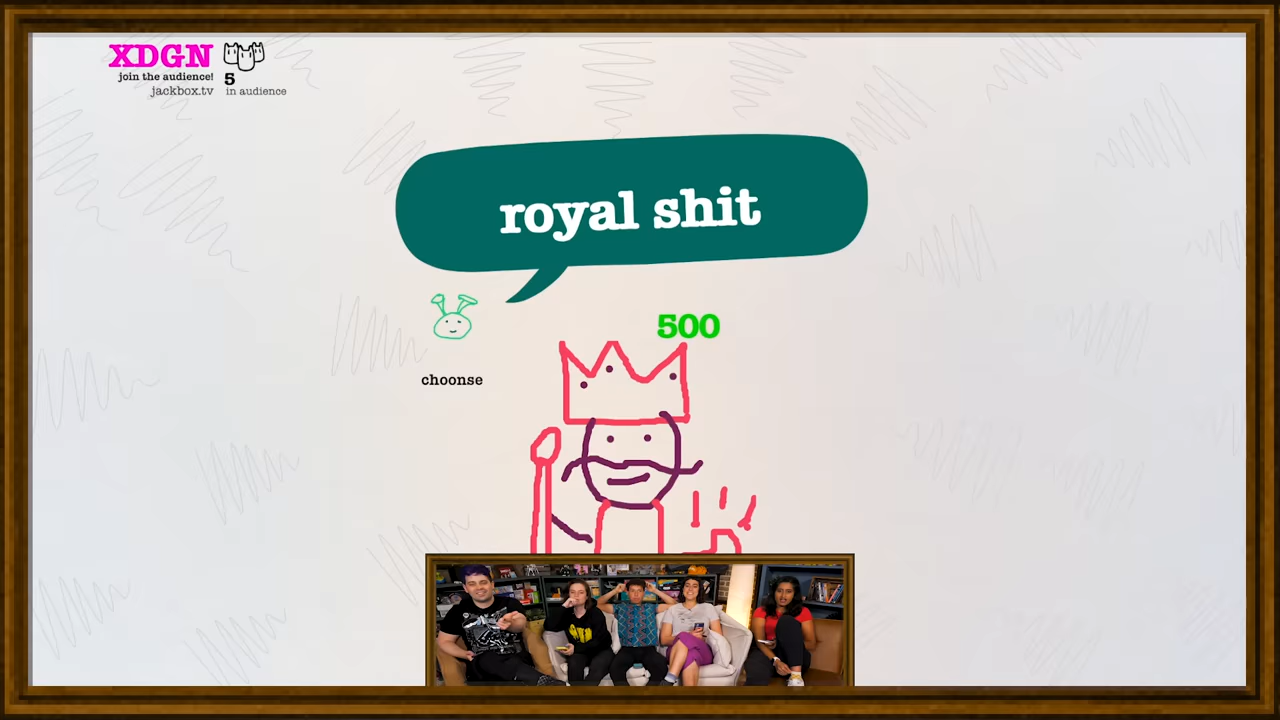 XDGN
join the audience!
jackbox.tv
5
in audience
royal shit
500
choonse